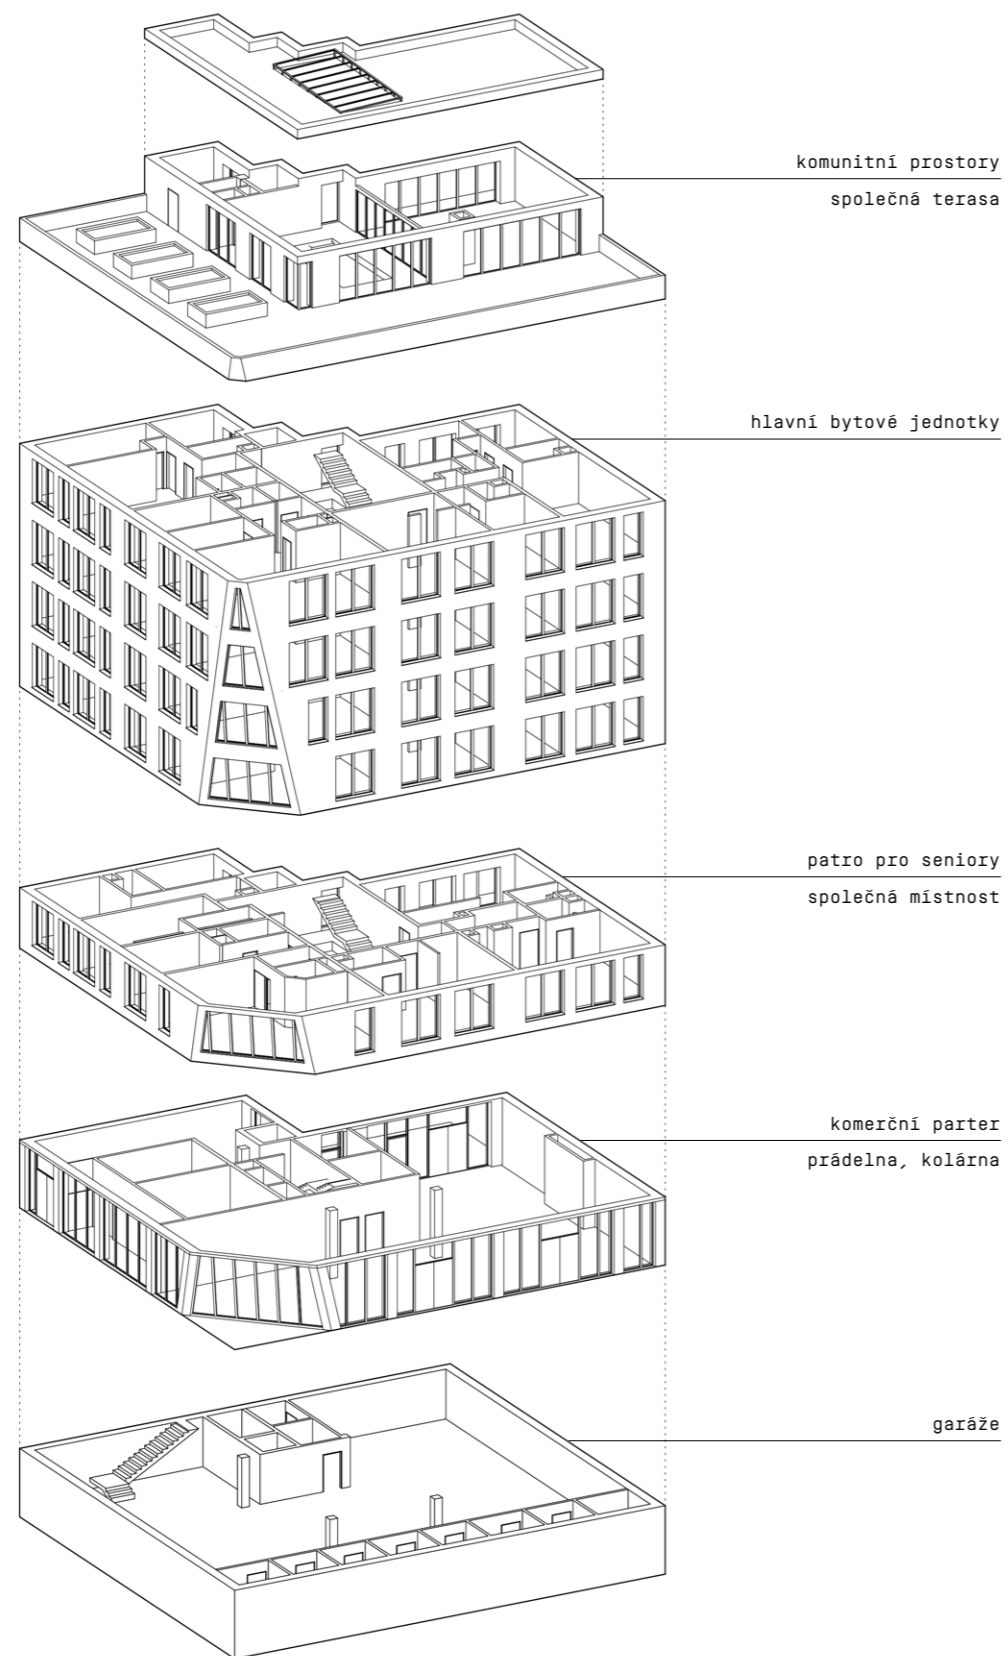 komunitní prostory
společná terasa
hlavní bytové jednotky
patro pro seniory
společná místnost
komerční parter
prádelna, kolárna
garáže